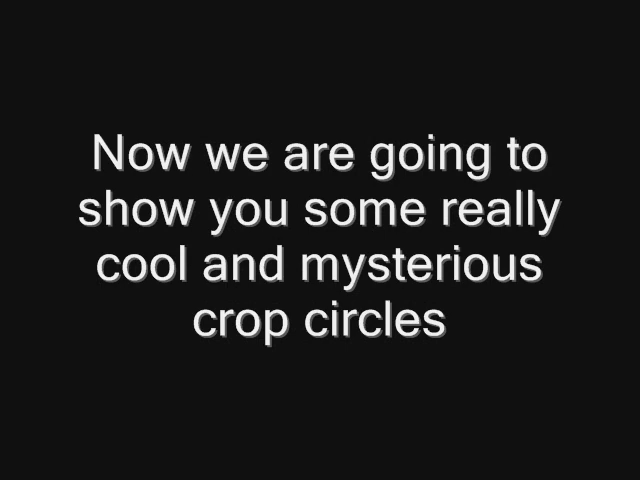 Now we are going to
show you some really
cool and mysterious
crop circles